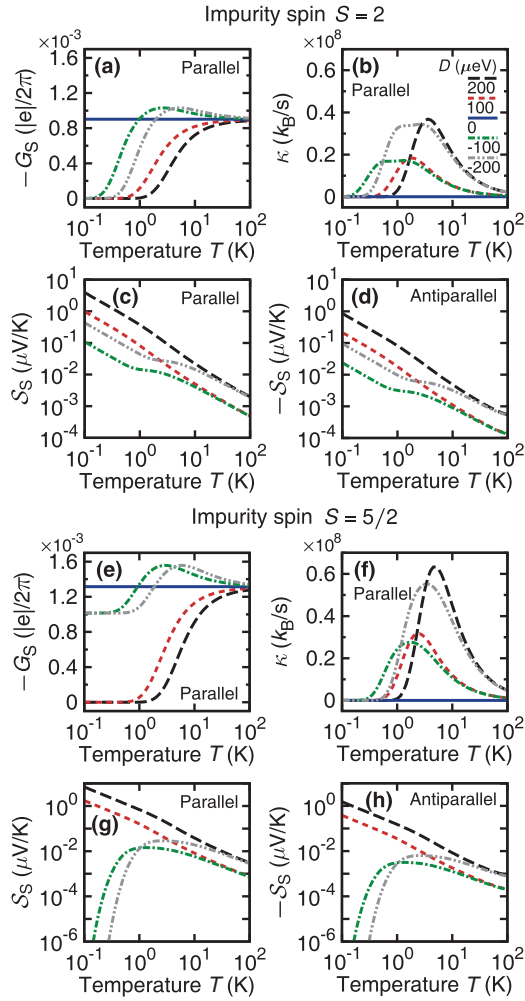 Impurity spin S = 2
×10⁻³
(a)
Parallel
−G_S (|e|/2π)
1.2
0.9
0.6
0.3
0
10⁻¹ 10⁰ 10¹ 10²
Temperature T (K)
×10⁸
(b)
Parallel
D (μeV)
200
100
0
-100
-200
κ (k_B/s)
0.6
0.4
0.2
0
10⁻¹ 10⁰ 10¹ 10²
Temperature T (K)
(c)
Parallel
S_S (μV/K)
10¹
10⁰
10⁻¹
10⁻²
10⁻³
10⁻⁴
10⁻¹ 10⁰ 10¹ 10²
Temperature T (K)
(d)
Antiparallel
−S_S (μV/K)
10¹
10⁰
10⁻¹
10⁻²
10⁻³
10⁻⁴
10⁻¹ 10⁰ 10¹ 10²
Temperature T (K)
Impurity spin S = 5/2
×10⁻³
(e)
Parallel
−G_S (|e|/2π)
1.6
1.2
0.8
0.4
0
10⁻¹ 10⁰ 10¹ 10²
Temperature T (K)
×10⁸
(f)
Parallel
κ (k_B/s)
0.6
0.4
0.2
0
10⁻¹ 10⁰ 10¹ 10²
Temperature T (K)
(g)
Parallel
S_S (μV/K)
10⁰
10⁻²
10⁻⁴
10⁻⁶
10⁻¹ 10⁰ 10¹ 10²
Temperature T (K)
(h)
Antiparallel
−S_S (μV/K)
10⁰
10⁻²
10⁻⁴
10⁻⁶
10⁻¹ 10⁰ 10¹ 10²
Temperature T (K)